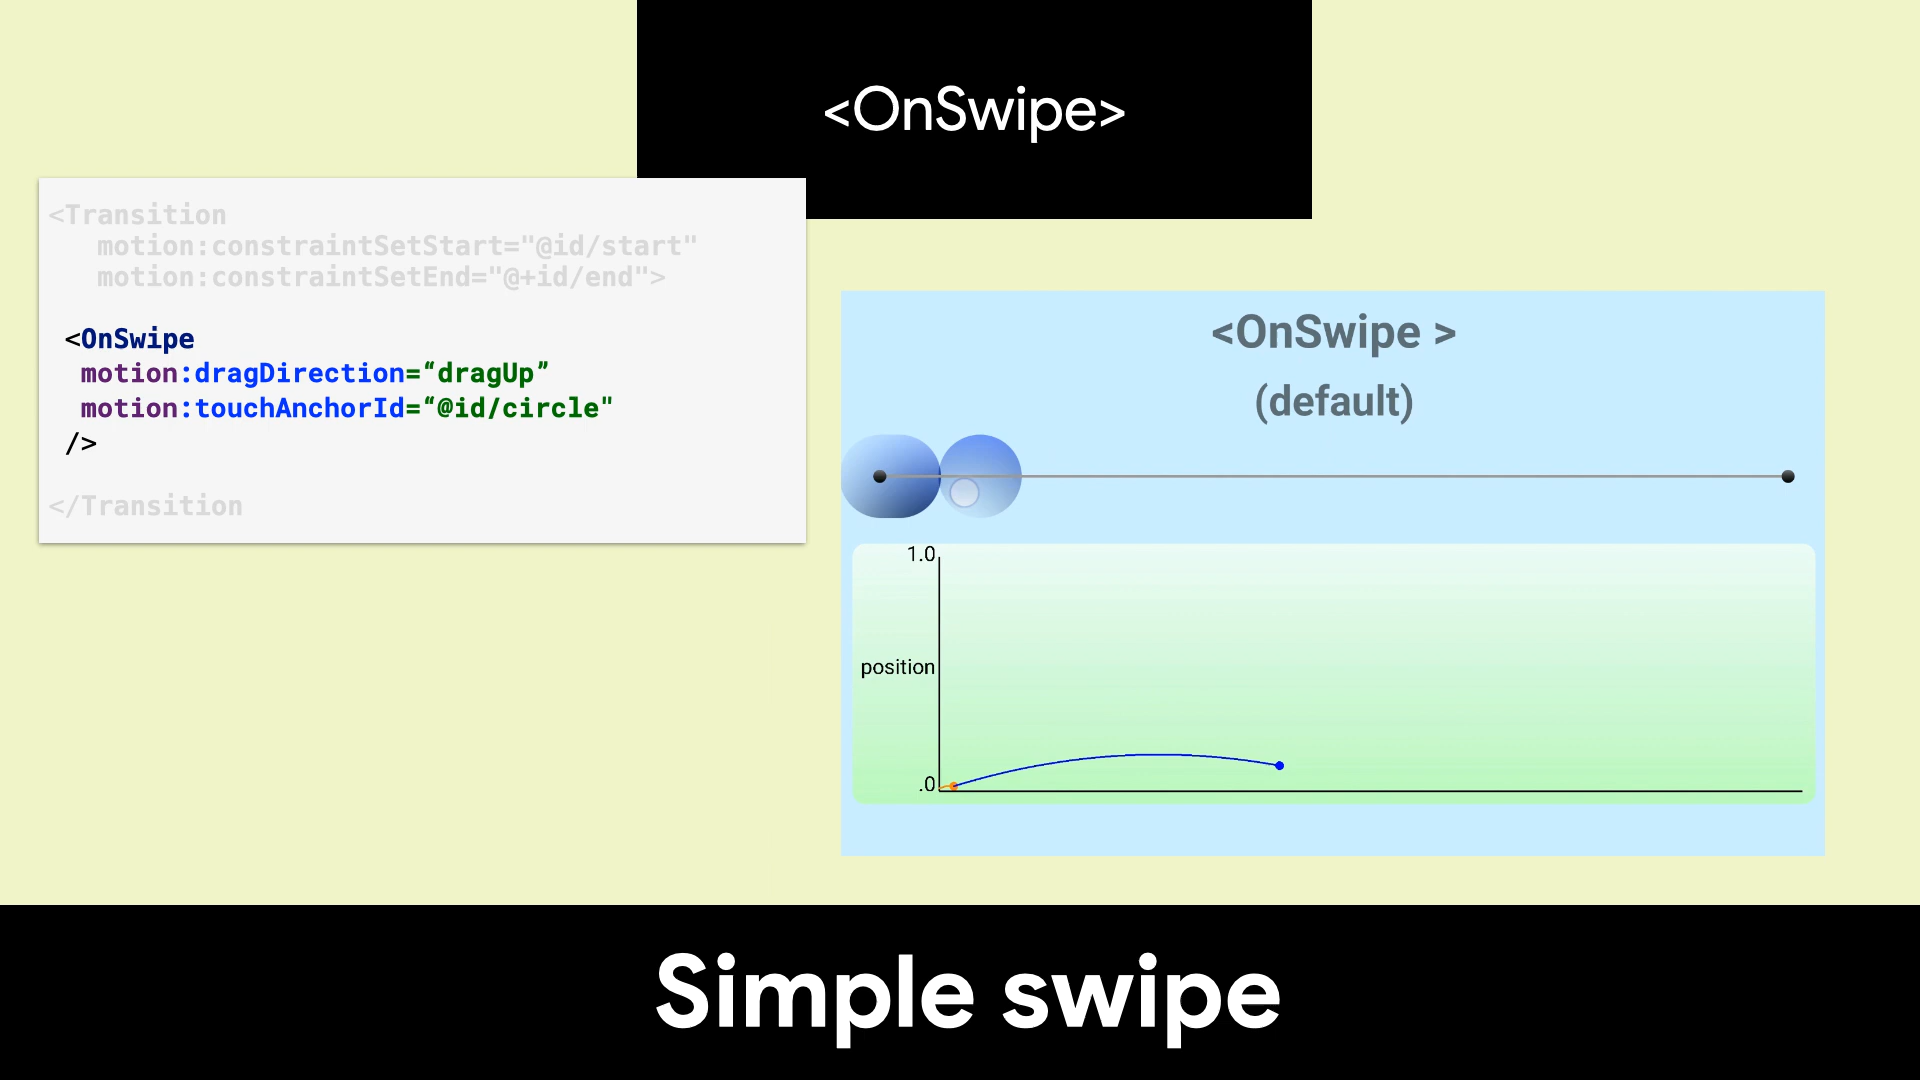 <OnSwipe>
<Transition
motion:constraintSetStart="@id/start"
motion:constraintSetEnd="@+id/end">
<OnSwipe
motion:dragDirection=“dragUp”
motion:touchAnchorId=“@id/circle"
/>
</Transition
<OnSwipe >
(default)
1.0
position
.0
Simple swipe